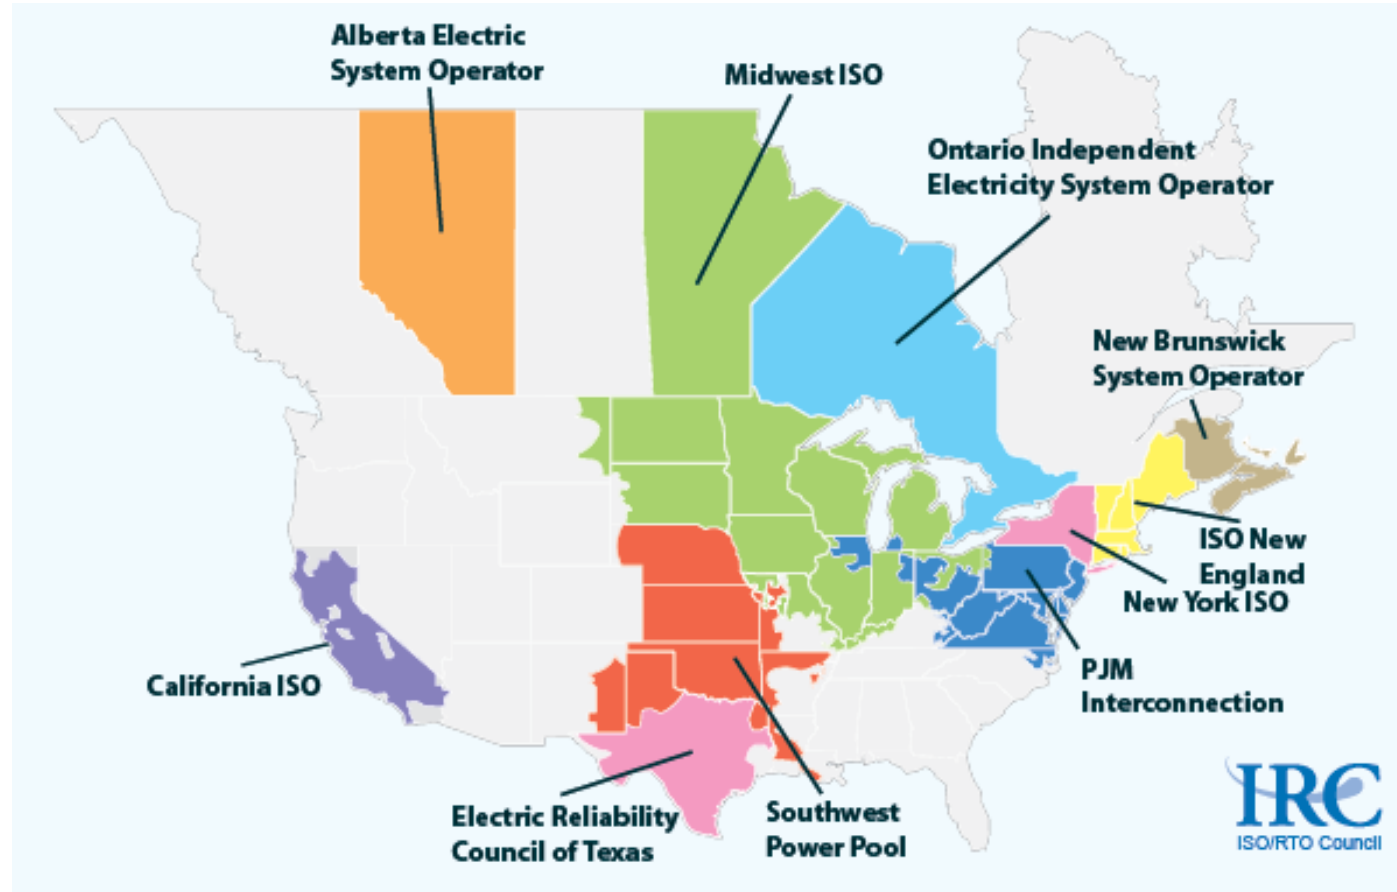 Alberta Electric
System Operator
Midwest ISO
Ontario Independent
Electricity System Operator
New Brunswick
System Operator
ISO New
England
New York ISO
PJM
Interconnection
California ISO
Electric Reliability
Council of Texas
Southwest
Power Pool
IRC
ISO/RTO Council